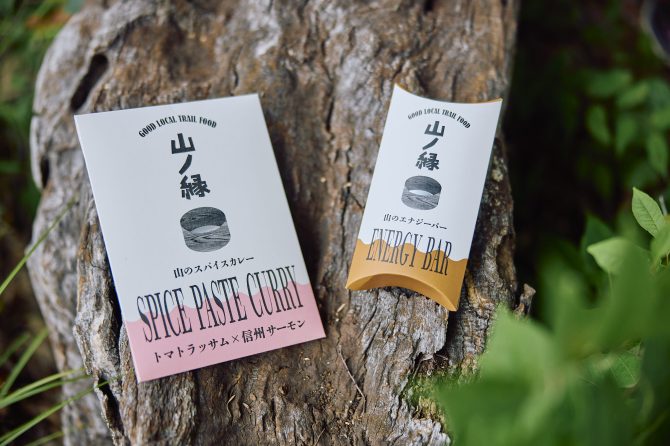 GOOD LOCAL TRAIL FOOD
山ノ縁
山のスパイスカレー
SPICE PASTE CURRY
トマトラッサム×信州サーモン
GOOD LOCAL TRAIL FOOD
山ノ縁
山のエナジーバー
ENERGY BAR